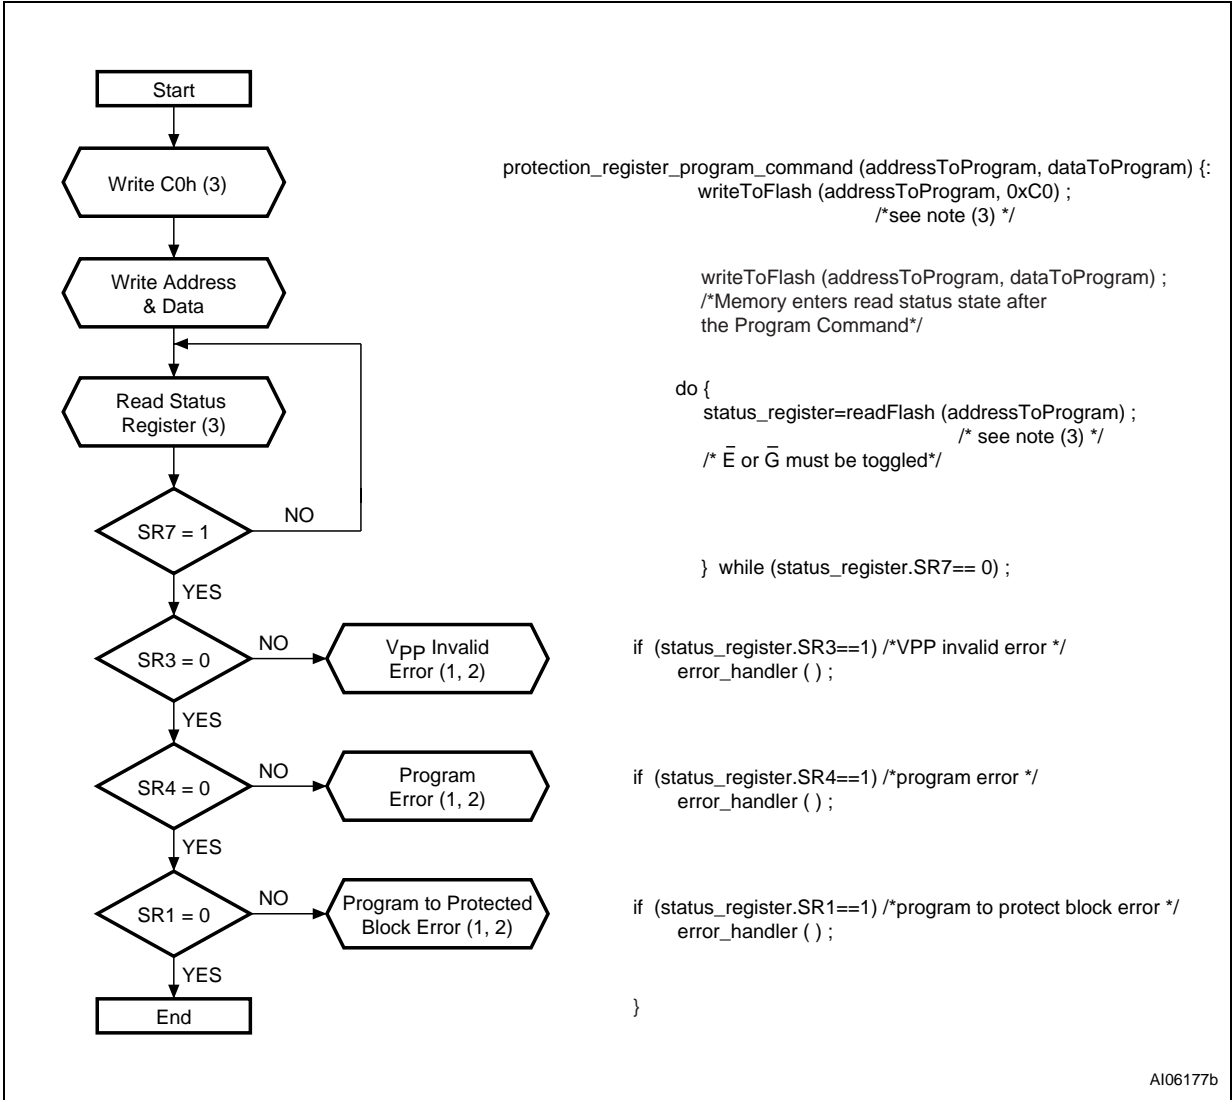 Start
Write C0h (3)
protection_register_program_command (addressToProgram, dataToProgram) {:
writeToFlash (addressToProgram, 0xC0) ;
/*see note (3) */
Write Address
& Data
writeToFlash (addressToProgram, dataToProgram) ;
/*Memory enters read status state after
the Program Command*/
Read Status
Register (3)
do {
status_register=readFlash (addressToProgram) ;
/* see note (3) */
/* E̅ or G̅ must be toggled*/
SR7 = 1
NO
YES
} while (status_register.SR7== 0) ;
SR3 = 0
NO
YES
VPP Invalid
Error (1, 2)
if (status_register.SR3==1) /*VPP invalid error */
error_handler ( ) ;
SR4 = 0
NO
YES
Program
Error (1, 2)
if (status_register.SR4==1) /*program error */
error_handler ( ) ;
SR1 = 0
NO
YES
Program to Protected
Block Error (1, 2)
if (status_register.SR1==1) /*program to protect block error */
error_handler ( ) ;
End
}
AI06177b